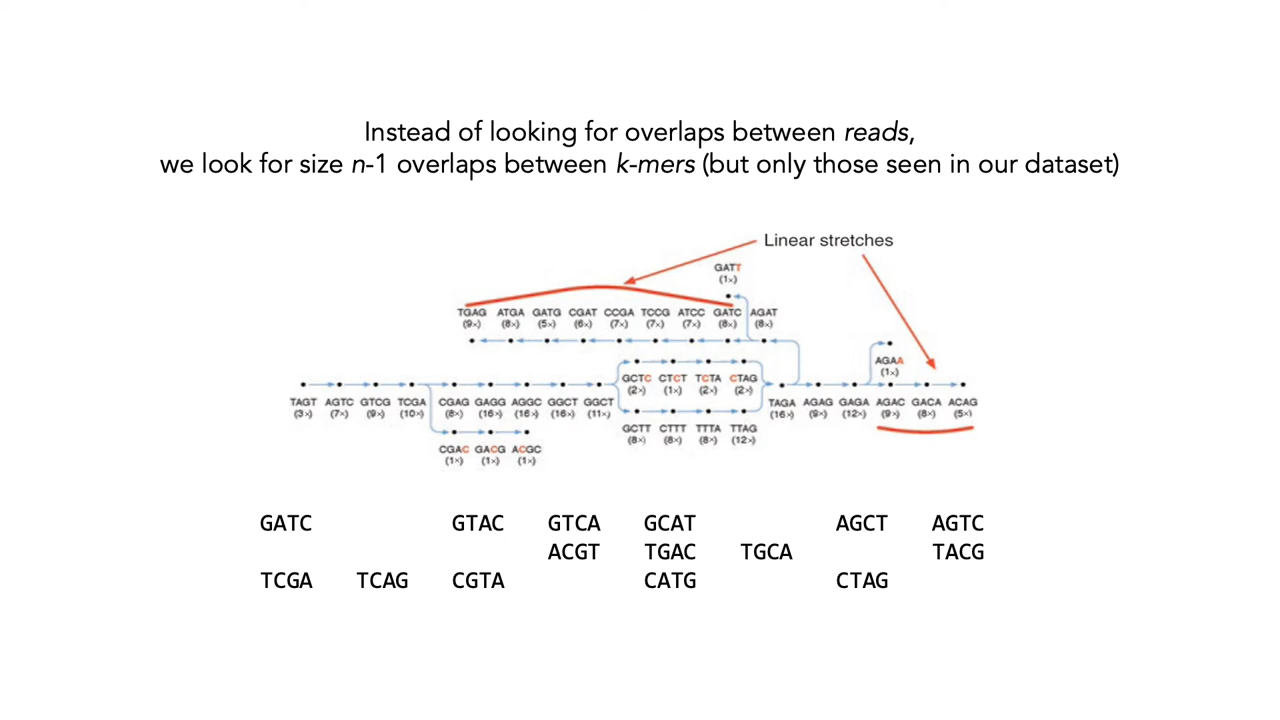 Instead of looking for overlaps between reads,
we look for size n-1 overlaps between k-mers (but only those seen in our dataset)
Linear stretches
GATT
(1×)
TGAG ATGA GATG CGAT CCGA TCCG ATCC GATC AGAT
(9×) (8×) (5×) (6×) (7×) (7×) (7×) (8×) (8×)
AGAA
(1×)
GCTC CTCT TCTA CTAG
(2×) (1×) (2×) (2×)
TAGT AGTC GTCG TCGA CGAG GAGG AGGC GGCT GGCT TAGA AGAG GAGA AGAC GACA ACAG
(3×) (7×) (9×) (10×) (8×) (16×) (16×) (16×) (11×) (16×) (9×) (12×) (9×) (8×) (5×)
GCTT CTTT TTTA TTAG
(8×) (8×) (8×) (12×)
CGAC GACG ACGC
(1×) (1×) (1×)
GATC GTAC GTCA GCAT AGCT AGTC
ACGT TGAC TGCA TACG
TCGA TCAG CGTA CATG CTAG